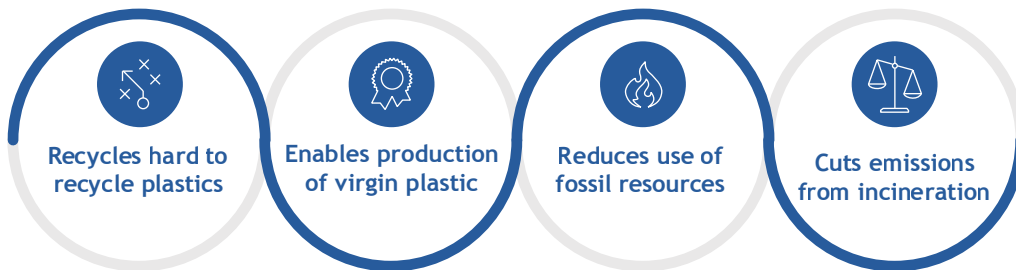 Recycles hard to
recycle plastics
Enables production
of virgin plastic
Reduces use of
fossil resources
Cuts emissions
from incineration